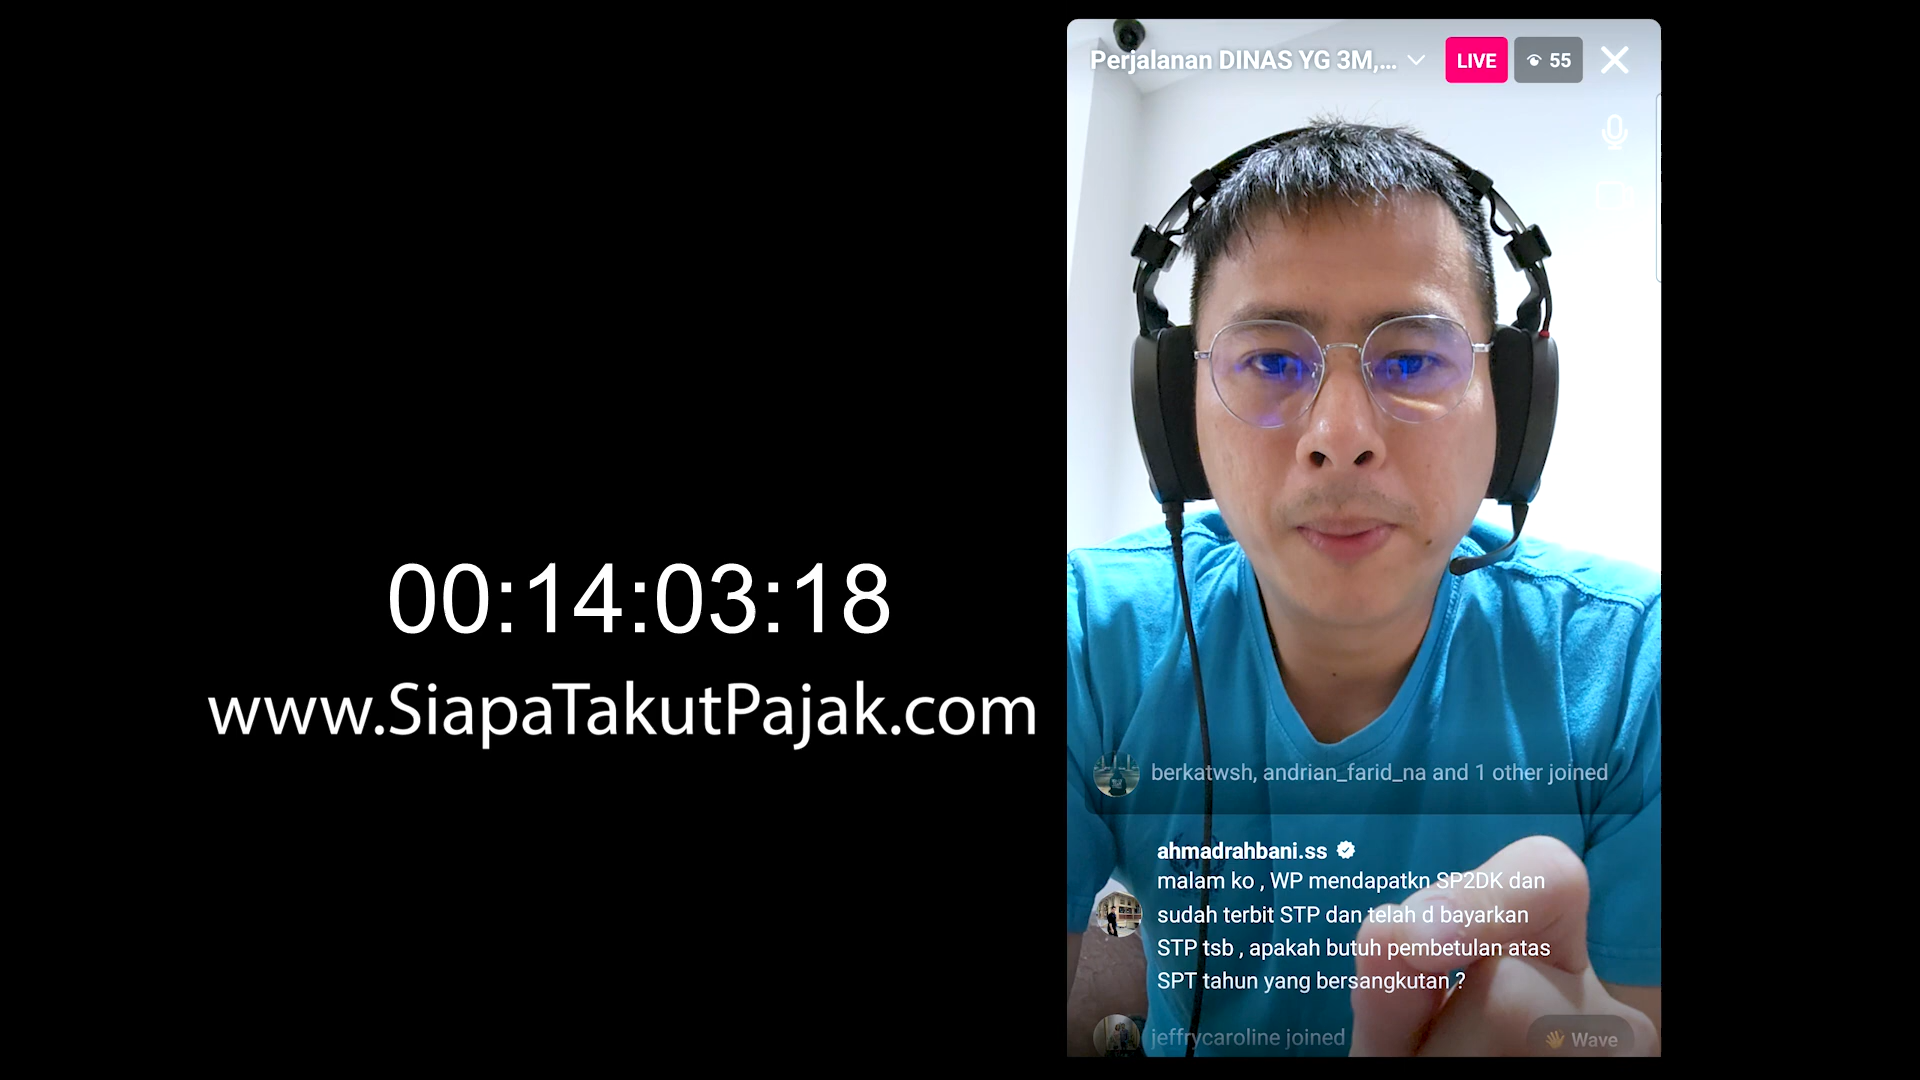 Perjalanan DINAS YG 3M,...
LIVE
55
00:14:03:18
www.SiapaTakutPajak.com
berkatwsh, andrian_farid_na and 1 other joined
ahmadrahbani.ss
malam ko , WP mendapatkn SP2DK dan
sudah terbit STP dan telah d bayarkan
STP tsb , apakah butuh pembetulan atas
SPT tahun yang bersangkutan ?
jeffrycaroline joined
Wave